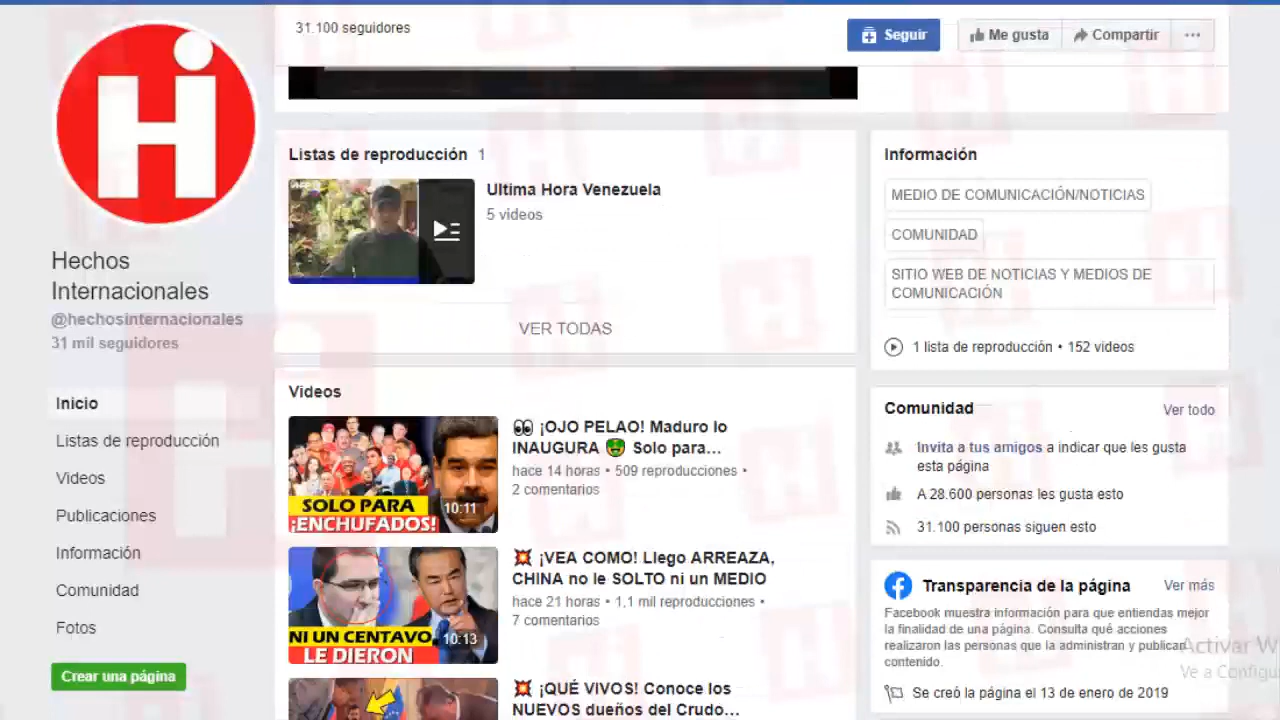 31.100 seguidores
Seguir
Me gusta
Compartir
Hi
Hechos
Internacionales
@hechosinternacionales
31 mil seguidores
Inicio
Listas de reproducción
Videos
Publicaciones
Información
Comunidad
Fotos
Crear una página
Listas de reproducción 1
Ultima Hora Venezuela
5 videos
VER TODAS
Videos
SOLO PARA
¡ENCHUFADOS!
10:11
👀 ¡OJO PELAO! Maduro lo
INAUGURA 🤑 Solo para...
hace 14 horas • 509 reproducciones •
2 comentarios
NI UN CENTAVO
LE DIERON
10:13
💥 ¡VEA COMO! Llego ARREAZA,
CHINA no le SOLTO ni un MEDIO
hace 21 horas • 1,1 mil reproducciones •
7 comentarios
💥 ¡QUÉ VIVOS! Conoce los
NUEVOS dueños del Crudo...
Información
MEDIO DE COMUNICACIÓN/NOTICIAS
COMUNIDAD
SITIO WEB DE NOTICIAS Y MEDIOS DE
COMUNICACIÓN
1 lista de reproducción • 152 videos
Comunidad
Ver todo
Invita a tus amigos a indicar que les gusta
esta página
A 28.600 personas les gusta esto
31.100 personas siguen esto
Transparencia de la página
Ver más
Facebook muestra información para que entiendas mejor
la finalidad de una página. Consulta qué acciones
realizaron las personas que la administran y publican
contenido.
Se creó la página el 13 de enero de 2019
Activar W
Ve a Configu